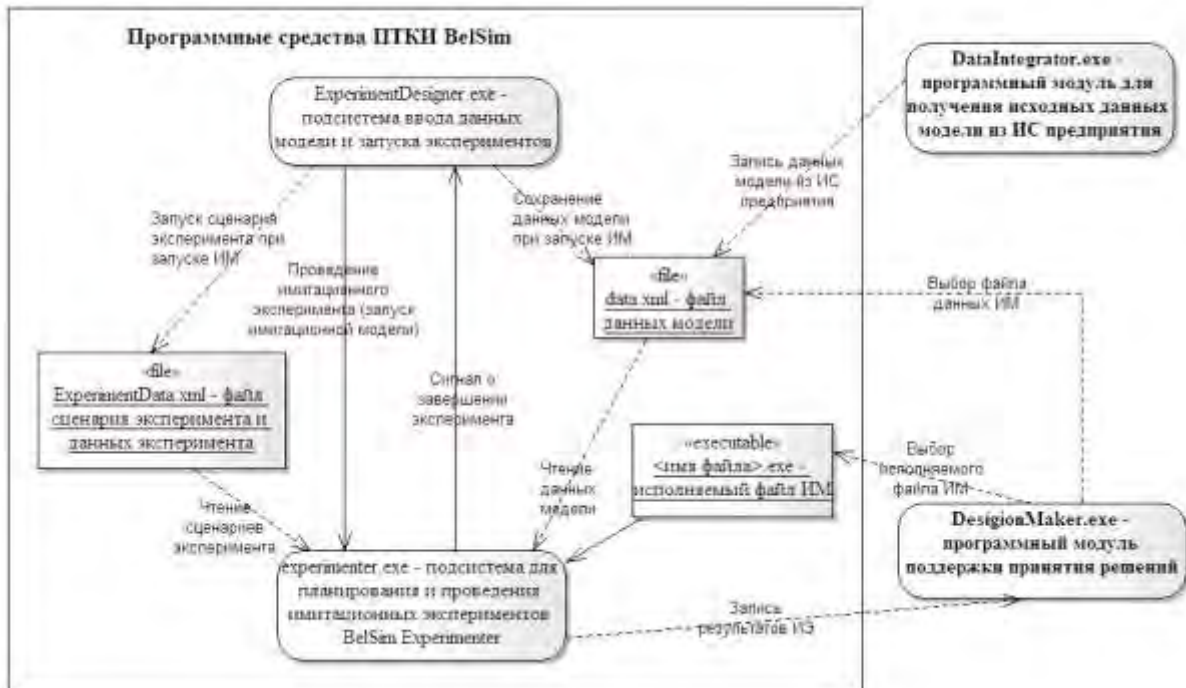 Программные средства ПТКИ BelSim
ExperimentDesigner.exe –
подсистема ввода данных
модели и запуска экспериментов
DataIntegrator.exe -
программный модуль для
получения исходных данных
модели из ИС предприятия
Запись данных
модели из ИС
предприятия
Запуск сценария
эксперимента при
запуске ИМ
Сохранение
данных модели
при запуске ИМ
Проведение
имитационного
эксперимента (запуск
имитационной модели)
«file»
data.xml - файл
данных модели
Выбор файла
данных ИМ
«file»
ExperimentData.xml - файл
сценария эксперимента и
данных эксперимента
Сигнал о
завершении
эксперимента
«executable»
<имя файла>.exe -
исполняемый файл ИМ
Выбор
исполняемого
файла ИМ
Чтение
данных
модели
Чтение
сценариев
эксперимента
DesigionMaker.exe -
программный модуль
поддержки принятия решений
experimenter.exe – подсистема для
планирования и проведения
имитационных экспериментов
BelSim Experimenter
Запись
результатов ИЭ